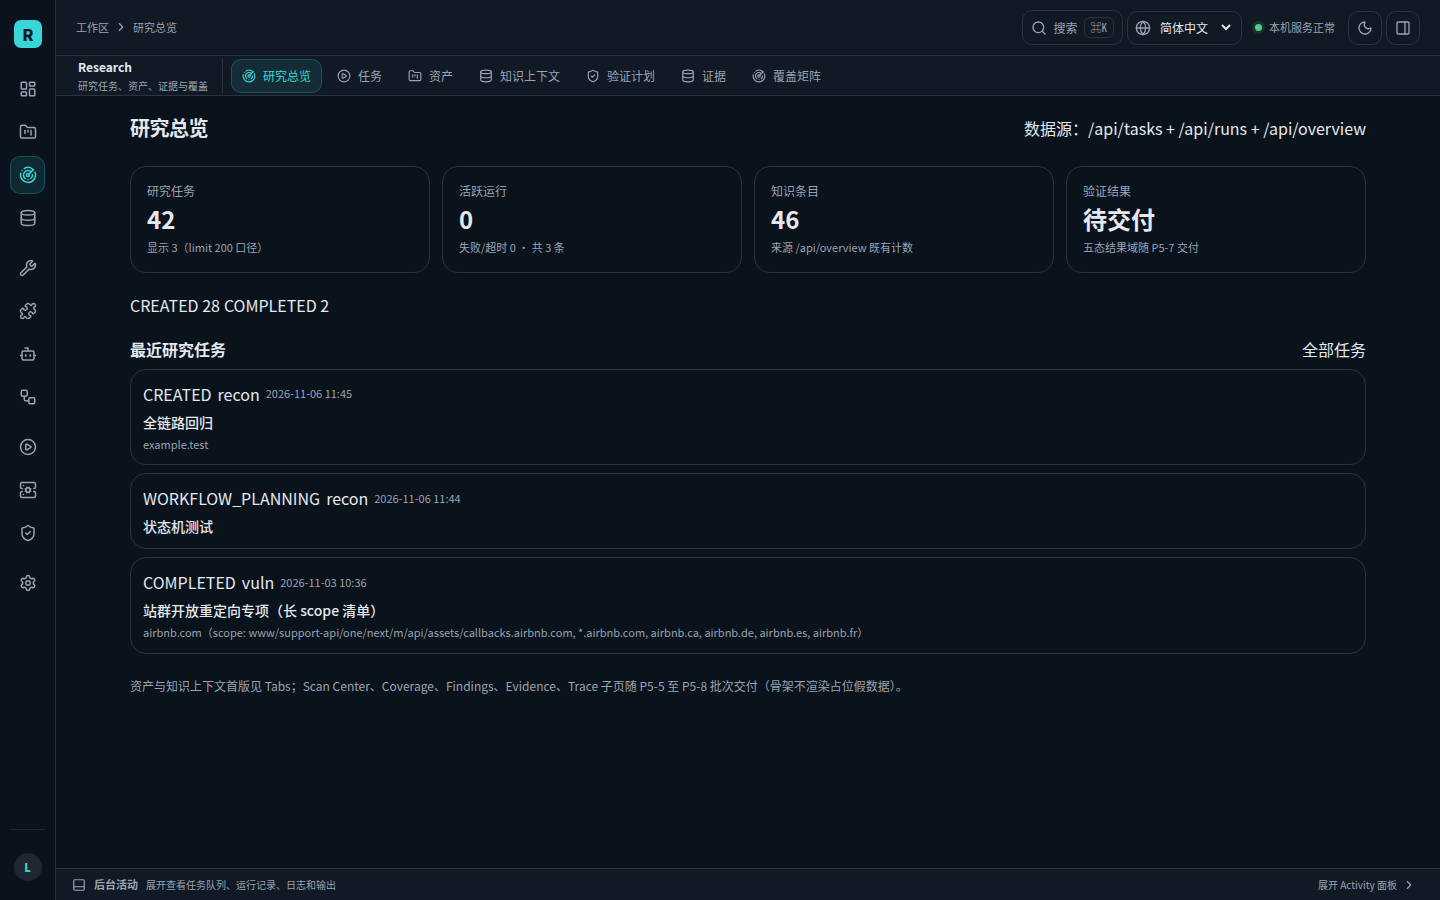 R
工作区 > 研究总览
搜索 ⌘K
简体中文
本机服务正常
Research
研究任务、资产、证据与覆盖
研究总览
任务
资产
知识上下文
验证计划
证据
覆盖矩阵
研究总览
数据源：/api/tasks + /api/runs + /api/overview
研究任务
42
显示 3（limit 200 口径）
活跃运行
0
失败/超时 0 · 共 3 条
知识条目
46
来源 /api/overview 既有计数
验证结果
待交付
五态结果域随 P5-7 交付
CREATED 28 COMPLETED 2
最近研究任务
全部任务
CREATED recon 2026-11-06 11:45
全链路回归
example.test
WORKFLOW_PLANNING recon 2026-11-06 11:44
状态机测试
COMPLETED vuln 2026-11-03 10:36
站群开放重定向专项（长 scope 清单）
airbnb.com（scope: www/support-api/one/next/m/api/assets/callbacks.airbnb.com, *.airbnb.com, airbnb.ca, airbnb.de, airbnb.es, airbnb.fr）
资产与知识上下文首版见 Tabs；Scan Center、Coverage、Findings、Evidence、Trace 子页随 P5-5 至 P5-8 批次交付（骨架不渲染占位假数据）。
L
后台活动 展开查看任务队列、运行记录、日志和输出
展开 Activity 面板